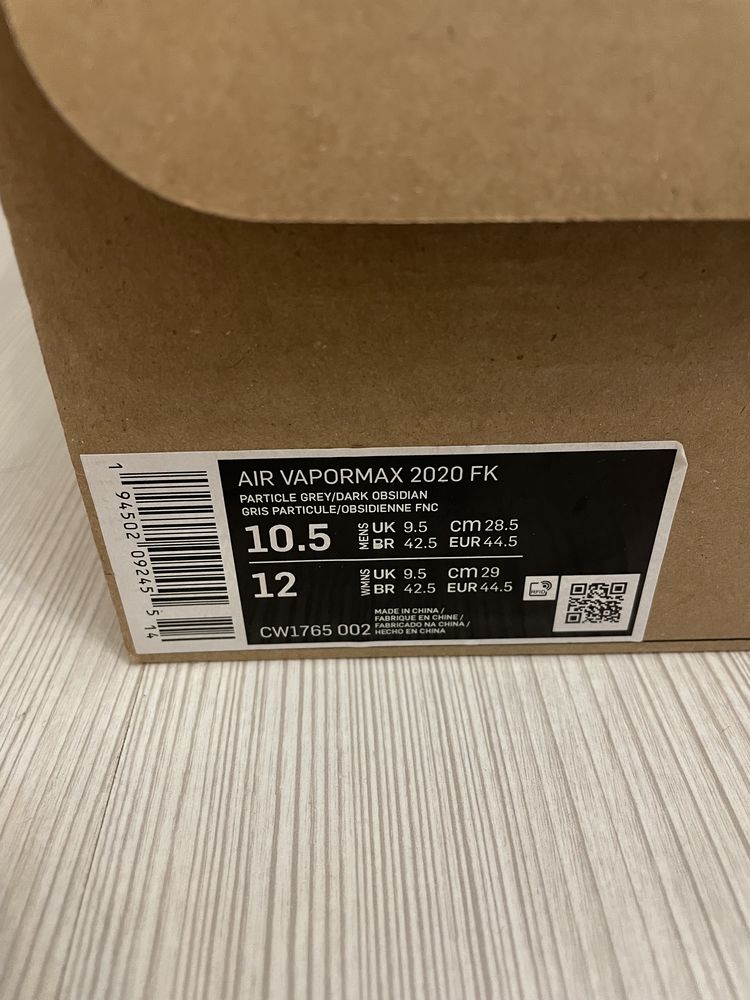 AIR VAPORMAX 2020 FK
PARTICLE GREY/DARK OBSIDIAN
GRIS PARTICULE/OBSIDIENNE FNC
10.5 MENS UK 9.5 cm 28.5
BR 42.5 EUR 44.5
12 WMNS UK 9.5 cm 29
BR 42.5 EUR 44.5
RFID
CW1765 002
MADE IN CHINA /
FABRIQUE EN CHINE /
FABRICADO NA CHINA /
HECHO EN CHINA
1 94502 09245 5 14